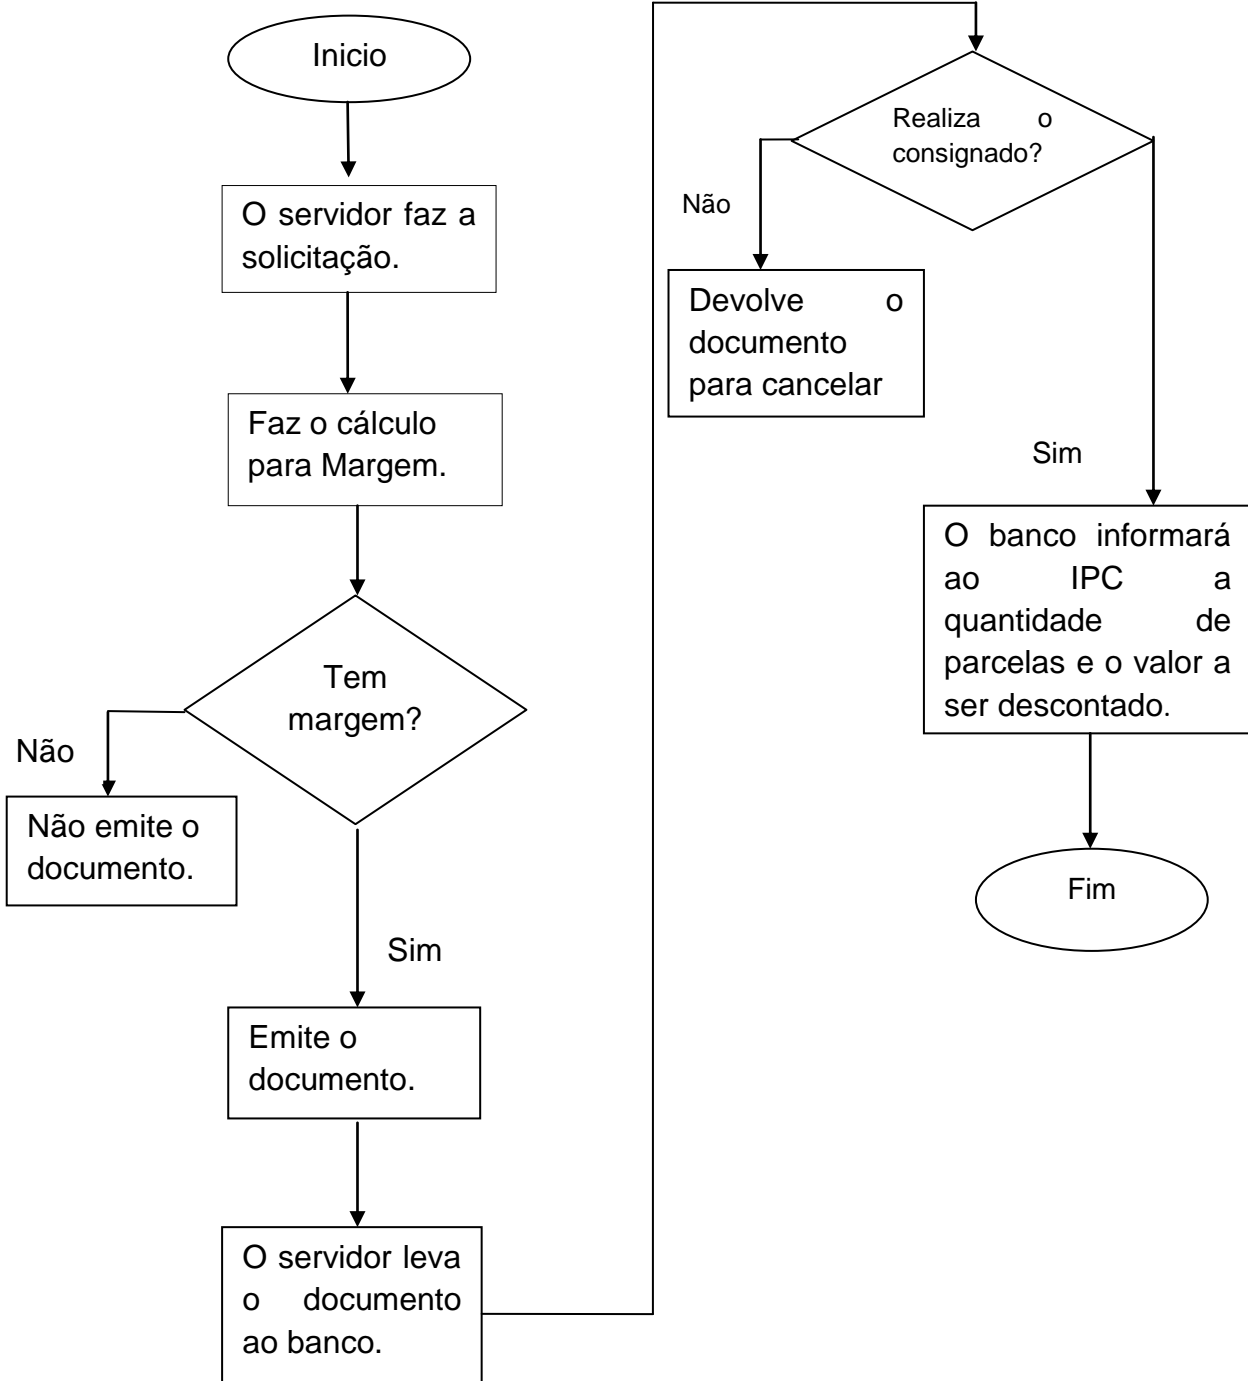 Inicio
O servidor faz a
solicitação.
Faz o cálculo
para Margem.
Tem
margem?
Não
Não emite o
documento.
Sim
Emite o
documento.
O servidor leva
o documento
ao banco.
Realiza o
consignado?
Não
Devolve o
documento
para cancelar
Sim
O banco informará
ao IPC a
quantidade de
parcelas e o valor a
ser descontado.
Fim